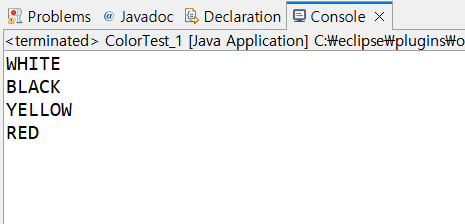 Problems @ Javadoc Declaration Console
<terminated> ColorTest_1 [Java Application] C:₩eclipse₩plugins₩o
WHITE
BLACK
YELLOW
RED